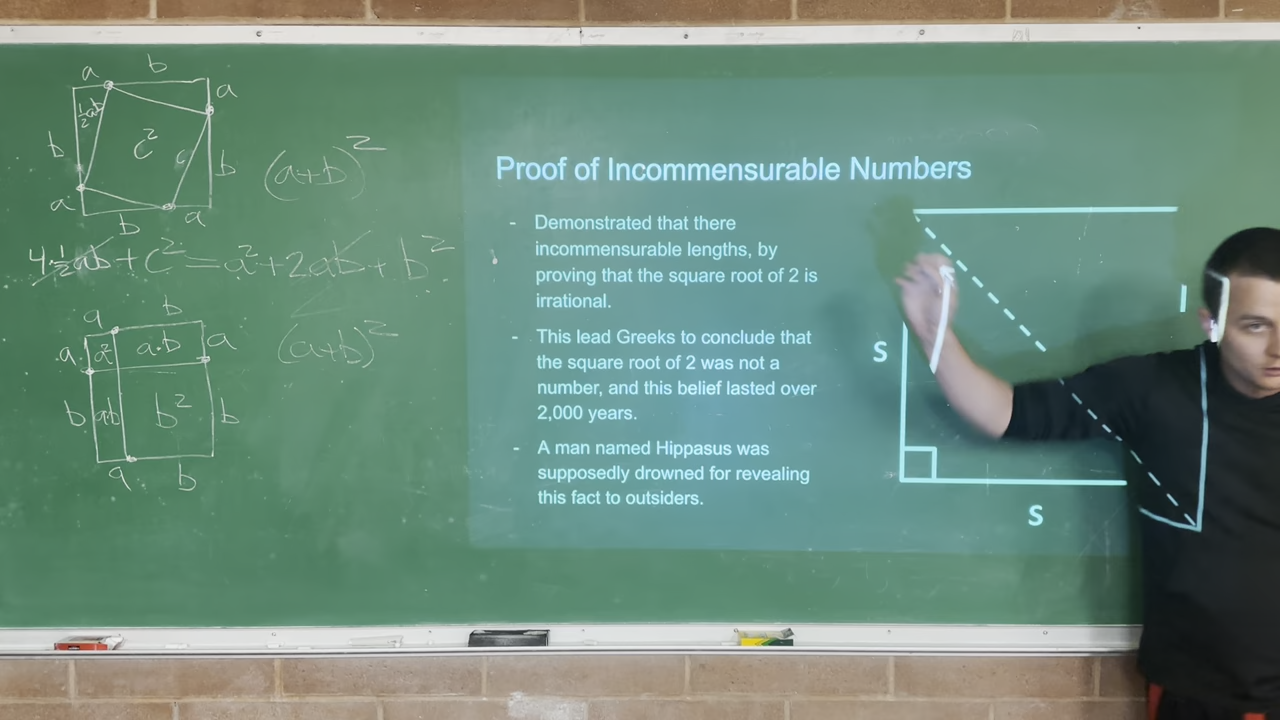 a b
½ab a
b c² c b (a+b)²
a b a
4·½ab + c² = a² + 2ab + b²
a b
a a² a·b a (a+b)²
b ab b² b
a b
Proof of Incommensurable Numbers
- Demonstrated that there
incommensurable lengths, by
proving that the square root of 2 is
irrational.
- This lead Greeks to conclude that
the square root of 2 was not a
number, and this belief lasted over
2,000 years.
- A man named Hippasus was
supposedly drowned for revealing
this fact to outsiders.
S
S